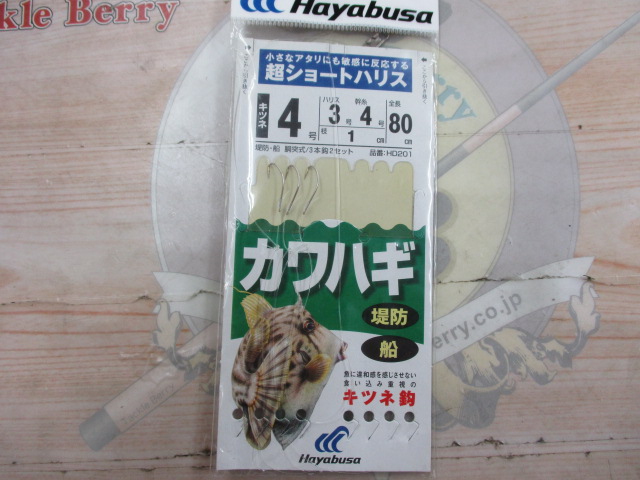 Hayabusa
ckle Berry
小さなアタリにも敏感に反応する
超ショートハリス
キツネ 4 号
ハリス 3 号
幹糸 4 号
全長 80 cm
枝 1 cm
堤防・船 胴突式/3本鈎2セット 品番:HD201
カワハギ
堤防
船
erry
Berry.co.jp
魚に違和感を感じさせない
食い込み重視の
キツネ鈎
Hayabusa